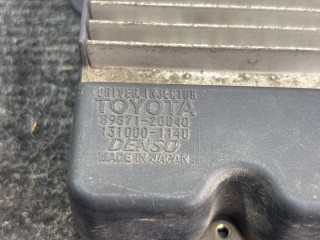 DRIVER, INJECTOR
TOYOTA
89871-20040
131000-1140
DENSO
MADE IN JAPAN